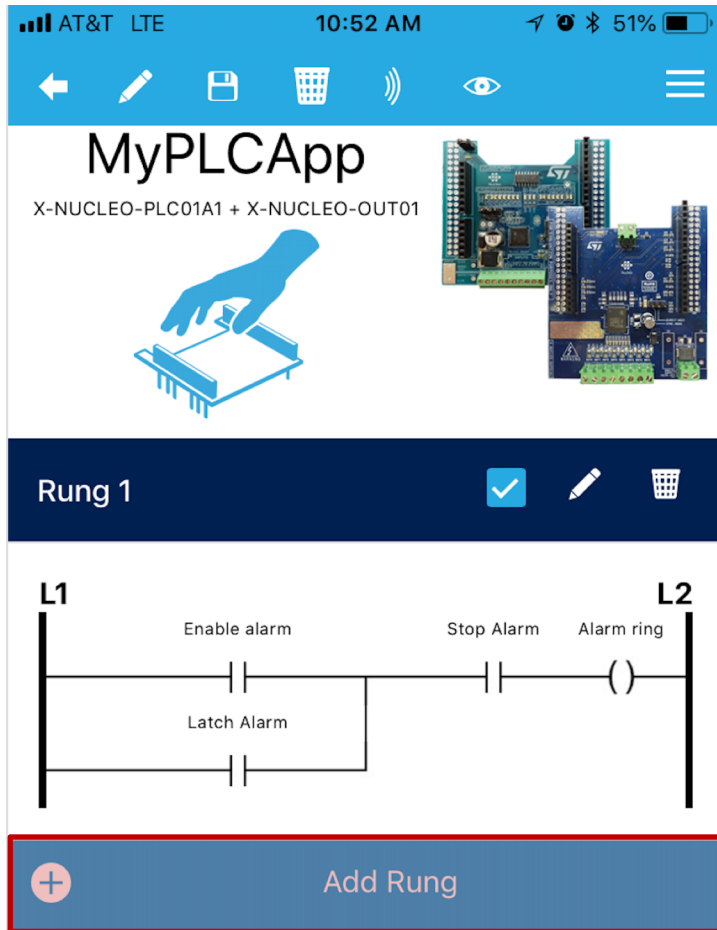 AT&T LTE 10:52 AM 51%
MyPLCApp
X-NUCLEO-PLC01A1 + X-NUCLEO-OUT01
Rung 1
L1 L2
Enable alarm Stop Alarm Alarm ring
Latch Alarm
Add Rung